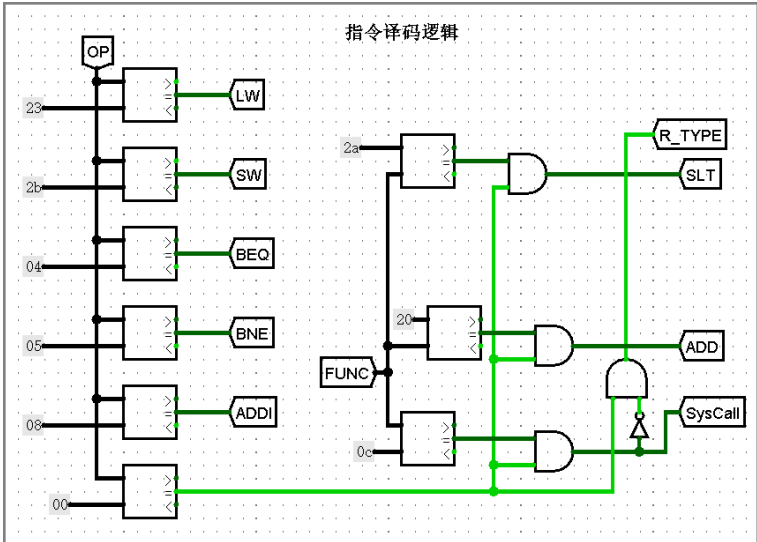 指令译码逻辑
OP
23
LW
2b
SW
04
BEQ
05
BNE
08
ADDI
00
2a
SLT
R_TYPE
20
ADD
FUNC
0c
SysCall
> = <
> = <
> = <
> = <
> = <
> = <
> = <
> = <
> = <